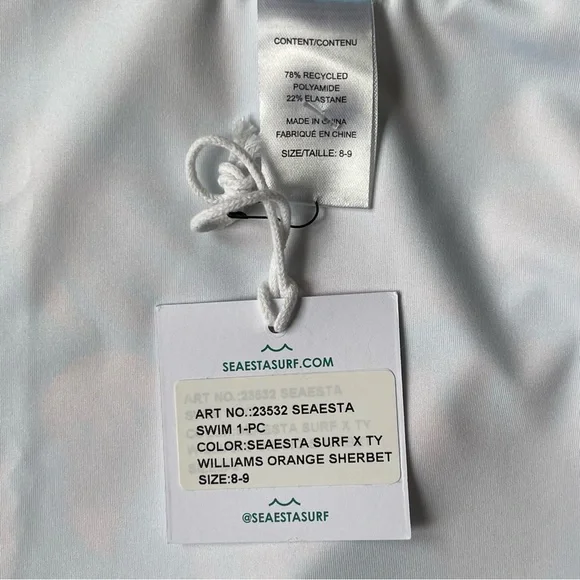 CONTENT/CONTENU
78% RECYCLED
POLYAMIDE
22% ELASTANE
MADE IN CHINA
FABRIQUÉ EN CHINE
SIZE/TAILLE: 8-9
SEAESTASURF.COM
ART NO.:23532 SEAESTA
ART NO.:23532 SEAESTA
SWIM 1-PC
COLOR:SEAESTA SURF X TY
WILLIAMS ORANGE SHERBET
SIZE:8-9
@SEAESTASURF